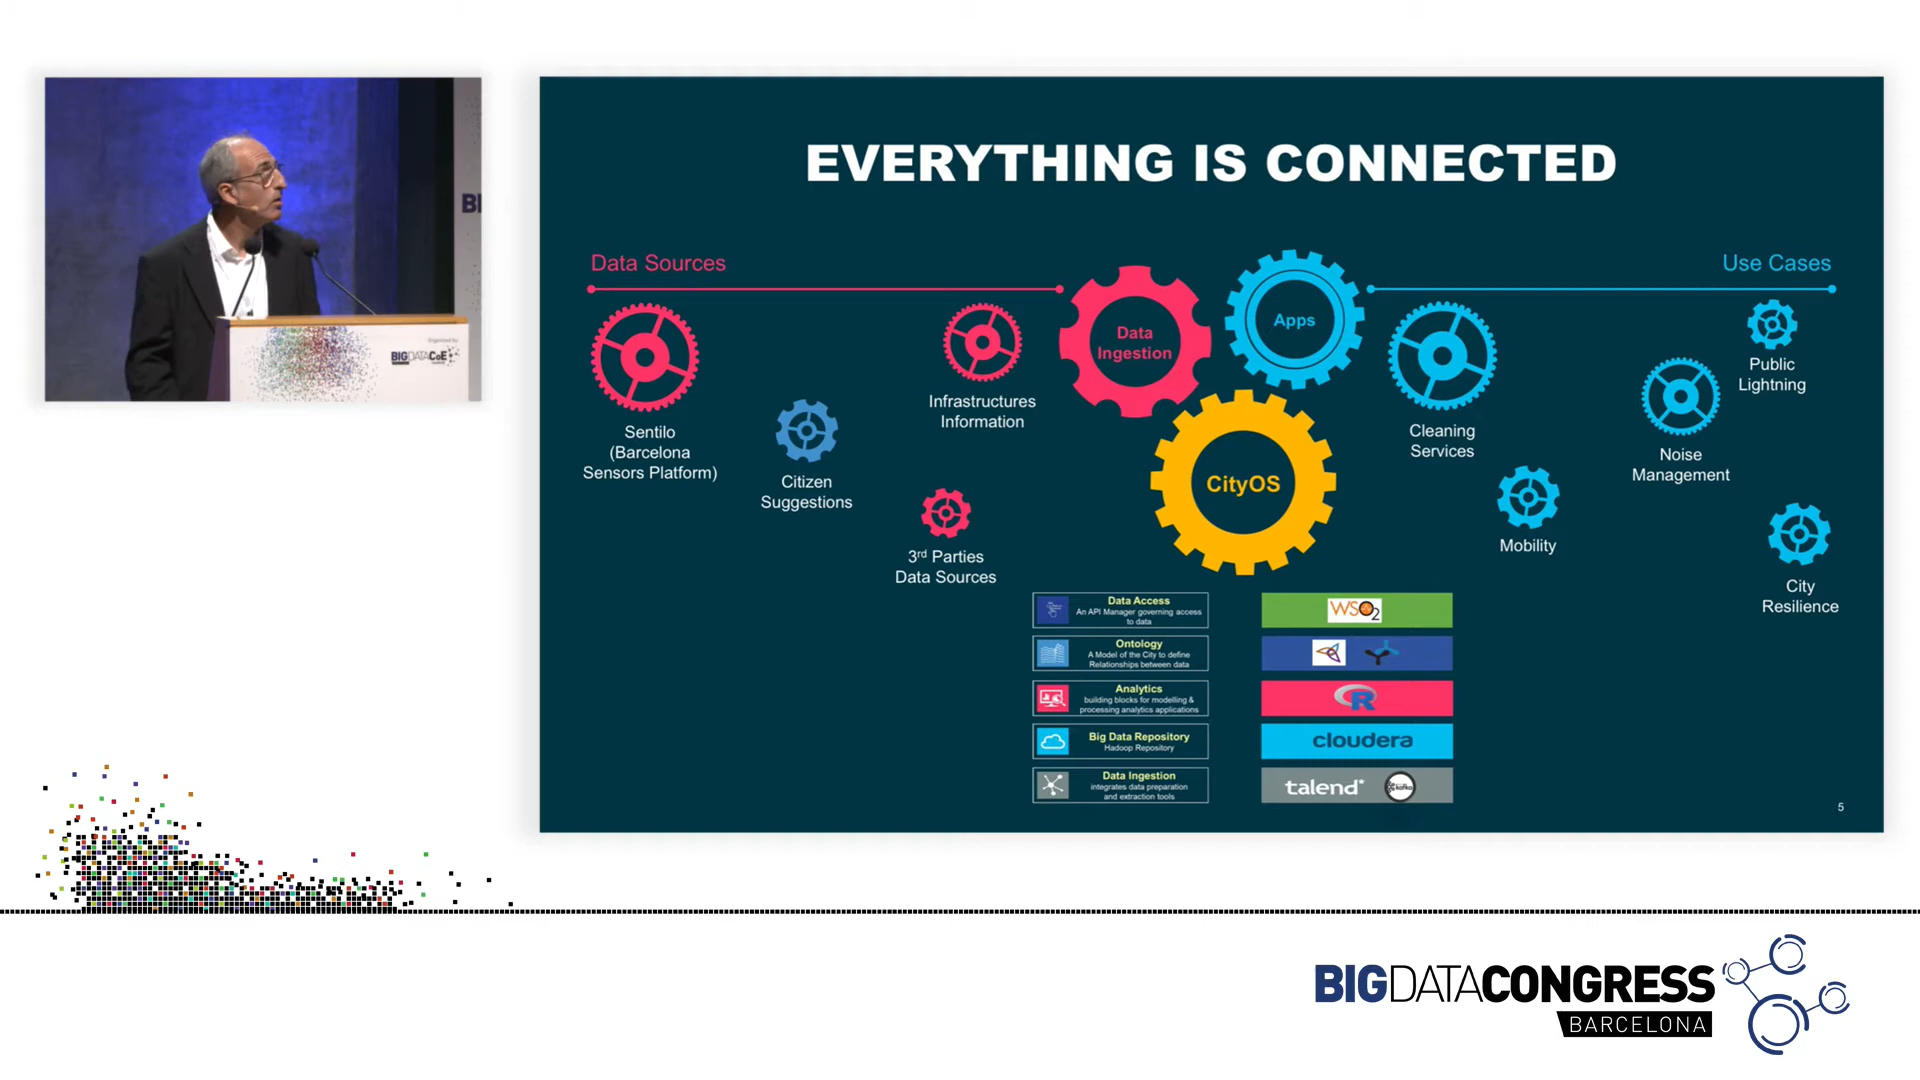 BI
Organized by
BIGDATACoE
EVERYTHING IS CONNECTED
Data Sources
Use Cases
Data
Ingestion
Apps
CityOS
Sentilo
(Barcelona
Sensors Platform)
Citizen
Suggestions
Infrastructures
Information
3rd Parties
Data Sources
Cleaning
Services
Mobility
Noise
Management
Public
Lightning
City
Resilience
Data Access
An API Manager governing access
to data
WSO2
Ontology
A Model of the City to define
Relationships between data
Analytics
building blocks for modelling &
processing analytics applications
R
Big Data Repository
Hadoop Repository
cloudera
Data Ingestion
integrates data preparation
and extraction tools
talend*
kafka
5
BIGDATACONGRESS
BARCELONA